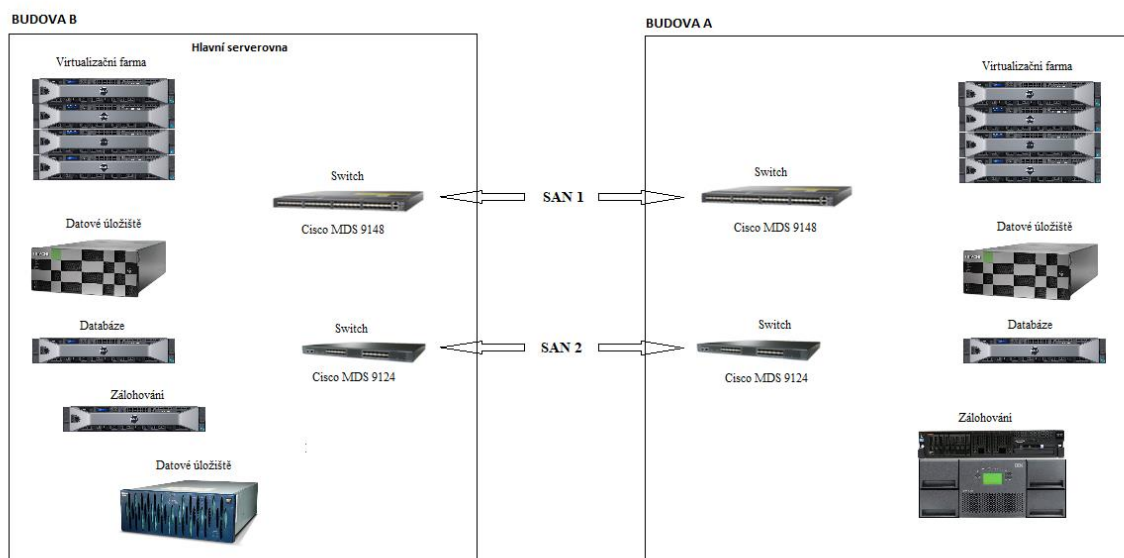 BUDOVA B
Hlavní serverovna
Virtualizační farma
Switch
Cisco MDS 9148
Datové úložiště
Databáze
Switch
Cisco MDS 9124
Zálohování
Datové úložiště
SAN 1
SAN 2
BUDOVA A
Virtualizační farma
Switch
Cisco MDS 9148
Datové úložiště
Databáze
Switch
Cisco MDS 9124
Zálohování